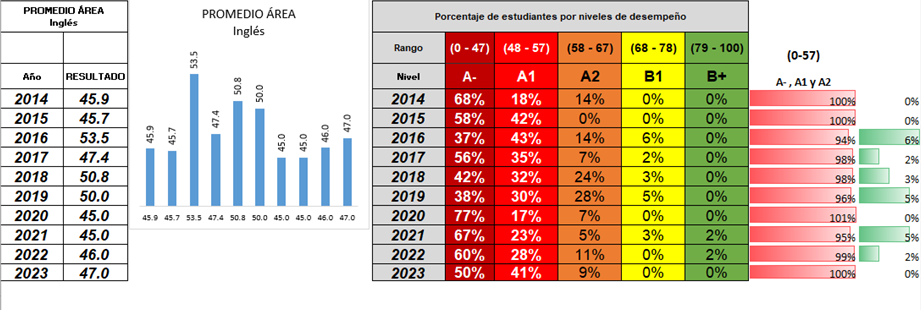 PROMEDIO ÁREA
Inglés
Año RESULTADO
2014 45.9
2015 45.7
2016 53.5
2017 47.4
2018 50.8
2019 50.0
2020 45.0
2021 45.0
2022 46.0
2023 47.0
PROMEDIO ÁREA
Inglés
45.9 45.7 53.5 47.4 50.8 50.0 45.0 45.0 46.0 47.0
45.9 45.7 53.5 47.4 50.8 50.0 45.0 45.0 46.0 47.0
Porcentaje de estudiantes por niveles de desempeño
Rango (0 - 47) (48 - 57) (58 - 67) (68 - 78) (79 - 100)
Nivel A- A1 A2 B1 B+
2014 68% 18% 14% 0% 0%
2015 58% 42% 0% 0% 0%
2016 37% 43% 14% 6% 0%
2017 56% 35% 7% 2% 0%
2018 42% 32% 24% 3% 0%
2019 38% 30% 28% 5% 0%
2020 77% 17% 7% 0% 0%
2021 67% 23% 5% 3% 2%
2022 60% 28% 11% 0% 2%
2023 50% 41% 9% 0% 0%
(0-57)
A- , A1 y A2
100% 0%
100% 0%
94% 6%
98% 2%
98% 3%
96% 5%
101% 0%
95% 5%
99% 2%
100% 0%